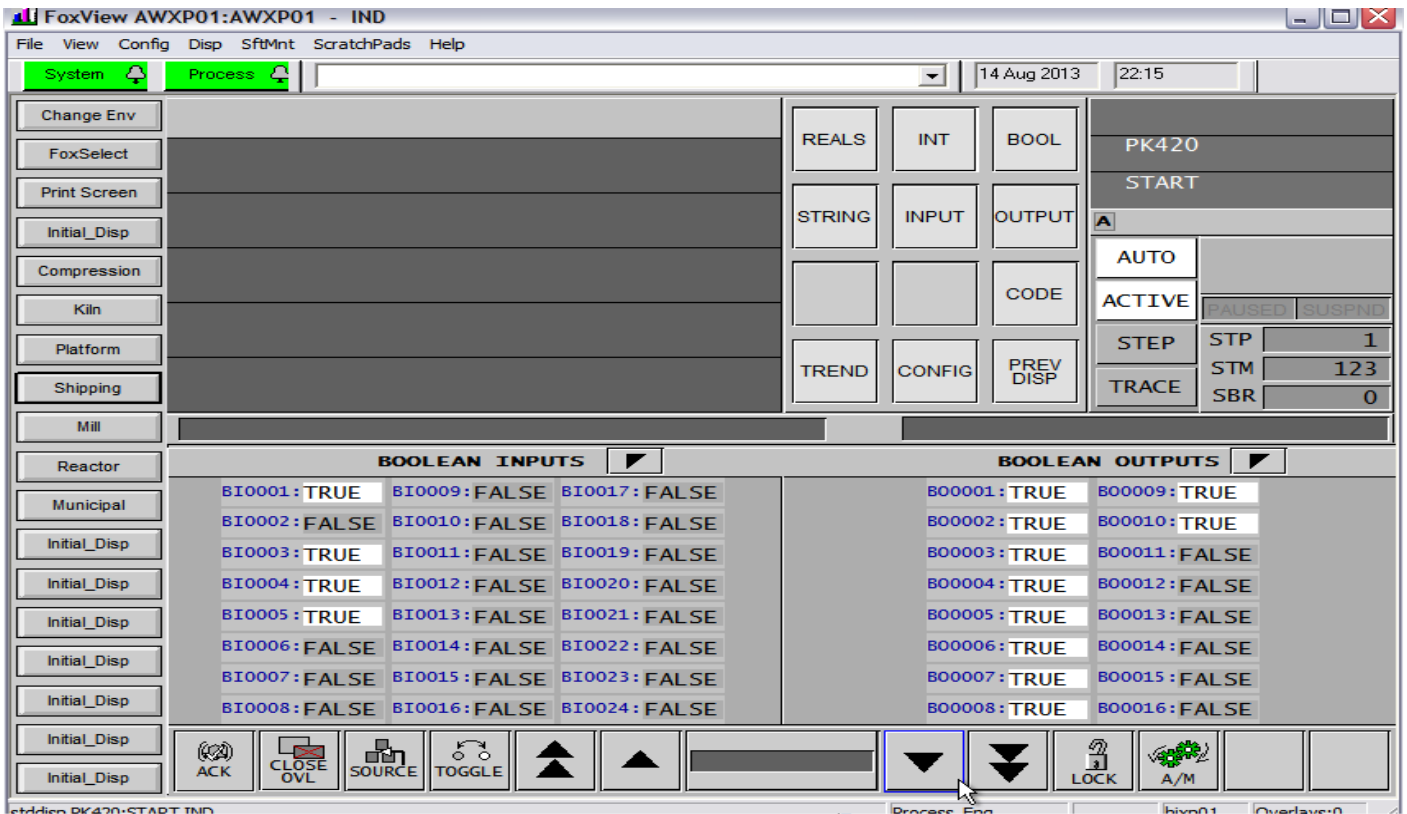 FoxView AWXP01:AWXP01 - IND
File View Config Disp SftMnt ScratchPads Help
System Process 14 Aug 2013 22:15
Change Env
FoxSelect
Print Screen
Initial_Disp
Compression
Kiln
Platform
Shipping
Mill
Reactor
Municipal
Initial_Disp
Initial_Disp
Initial_Disp
Initial_Disp
Initial_Disp
Initial_Disp
Initial_Disp
REALS INT BOOL
STRING INPUT OUTPUT
CODE
TREND CONFIG PREV
DISP
PK420
START
A
AUTO
ACTIVE PAUSED SUSPND
STEP STP 1
STM 123
TRACE SBR 0
BOOLEAN INPUTS
BI0001:TRUE BI0009:FALSE BI0017:FALSE
BI0002:FALSE BI0010:FALSE BI0018:FALSE
BI0003:TRUE BI0011:FALSE BI0019:FALSE
BI0004:TRUE BI0012:FALSE BI0020:FALSE
BI0005:TRUE BI0013:FALSE BI0021:FALSE
BI0006:FALSE BI0014:FALSE BI0022:FALSE
BI0007:FALSE BI0015:FALSE BI0023:FALSE
BI0008:FALSE BI0016:FALSE BI0024:FALSE
BOOLEAN OUTPUTS
BO0001:TRUE BO0009:TRUE
BO0002:TRUE BO0010:TRUE
BO0003:TRUE BO0011:FALSE
BO0004:TRUE BO0012:FALSE
BO0005:TRUE BO0013:FALSE
BO0006:TRUE BO0014:FALSE
BO0007:TRUE BO0015:FALSE
BO0008:TRUE BO0016:FALSE
ACK CLOSE
OVL SOURCE TOGGLE LOCK A/M
stddisp PK420:START IND Process_Eng Overlays:0